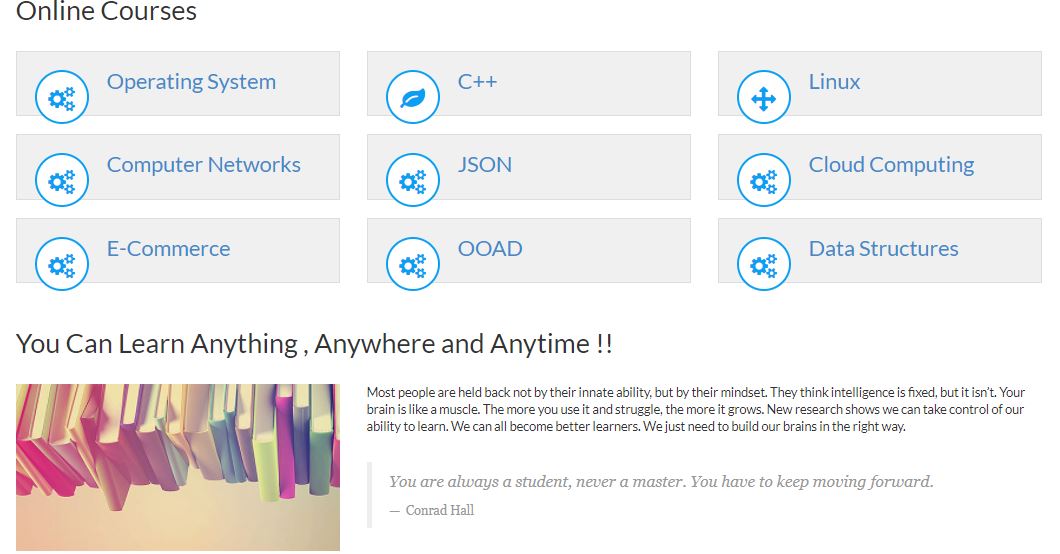 Online Courses
Operating System
C++
Linux
Computer Networks
JSON
Cloud Computing
E-Commerce
OOAD
Data Structures
You Can Learn Anything , Anywhere and Anytime !!
Most people are held back not by their innate ability, but by their mindset. They think intelligence is fixed, but it isn't. Your
brain is like a muscle. The more you use it and struggle, the more it grows. New research shows we can take control of our
ability to learn. We can all become better learners. We just need to build our brains in the right way.
You are always a student, never a master. You have to keep moving forward.
— Conrad Hall